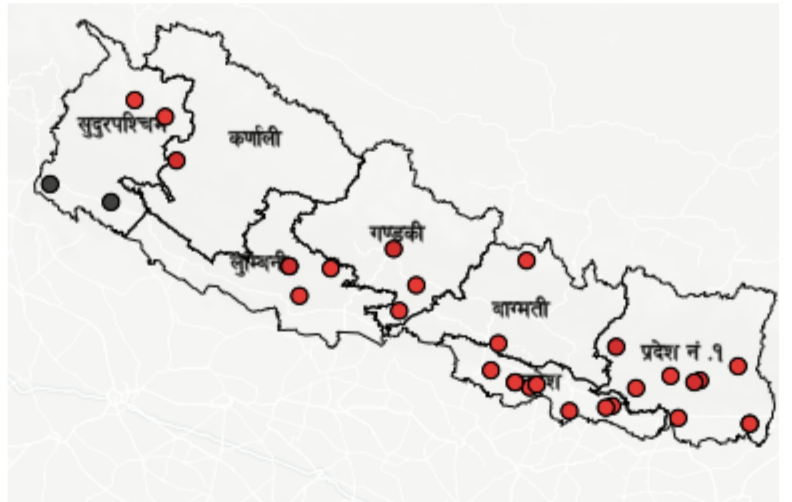 सुदुरपश्चिम
कर्णाली
गण्डकी
लुम्बिनी
बाग्मती
प्रदेश नं .१